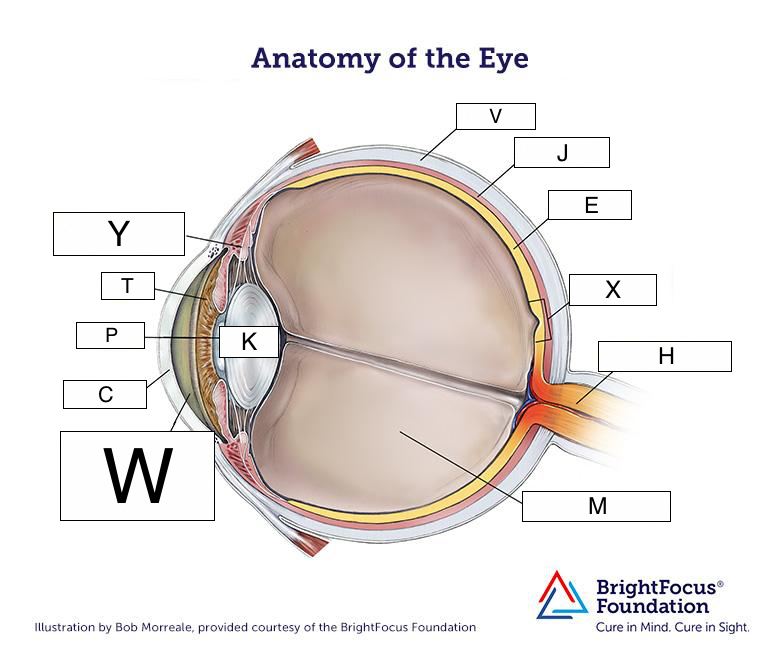 Anatomy of the Eye
V
J
E
Y
X
T
P
K
H
C
W
M
BrightFocus®
Foundation
Cure in Mind. Cure in Sight.
Illustration by Bob Morreale, provided courtesy of the BrightFocus Foundation